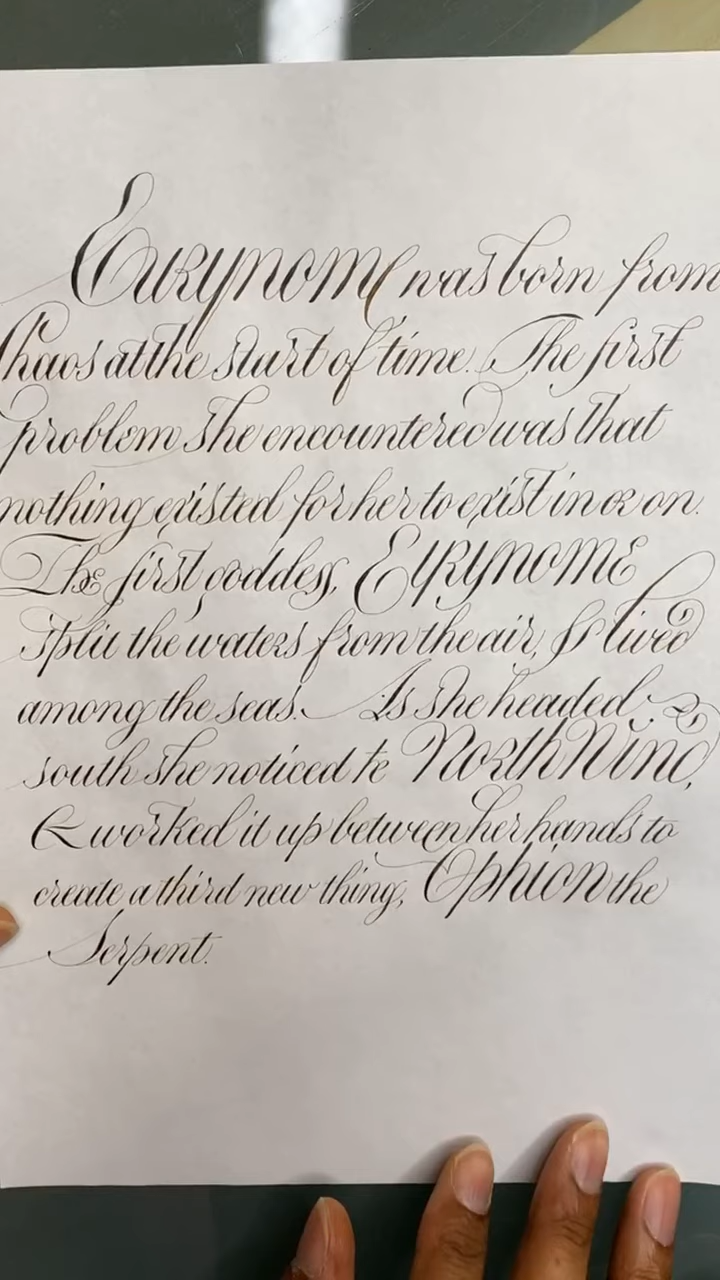 Eurynome was born from
Chaos at the start of time. The first
problem she encountered was that
nothing existed for her to exist in or on.
The first goddess, Eurynome
split the waters from the air, & lived
among the seas. As she headed
south she noticed te North Wind,
& worked it up between her hands to
create a third new thing, Ophion the
Serpent.